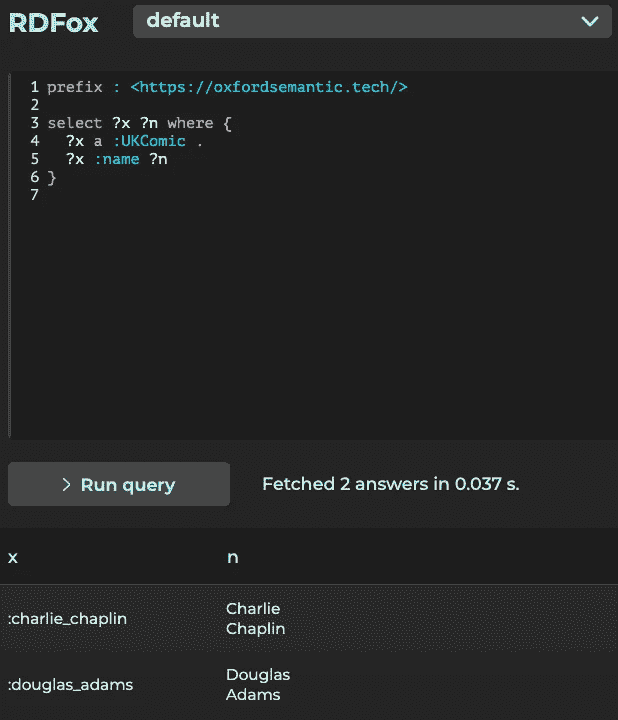 RDFox
default
1 prefix : <https://oxfordsemantic.tech/>
2
3 select ?x ?n where {
4   ?x a :UKComic .
5   ?x :name ?n
6 }
7
> Run query
Fetched 2 answers in 0.037 s.
x n
:charlie_chaplin
Charlie
Chaplin
:douglas_adams
Douglas
Adams